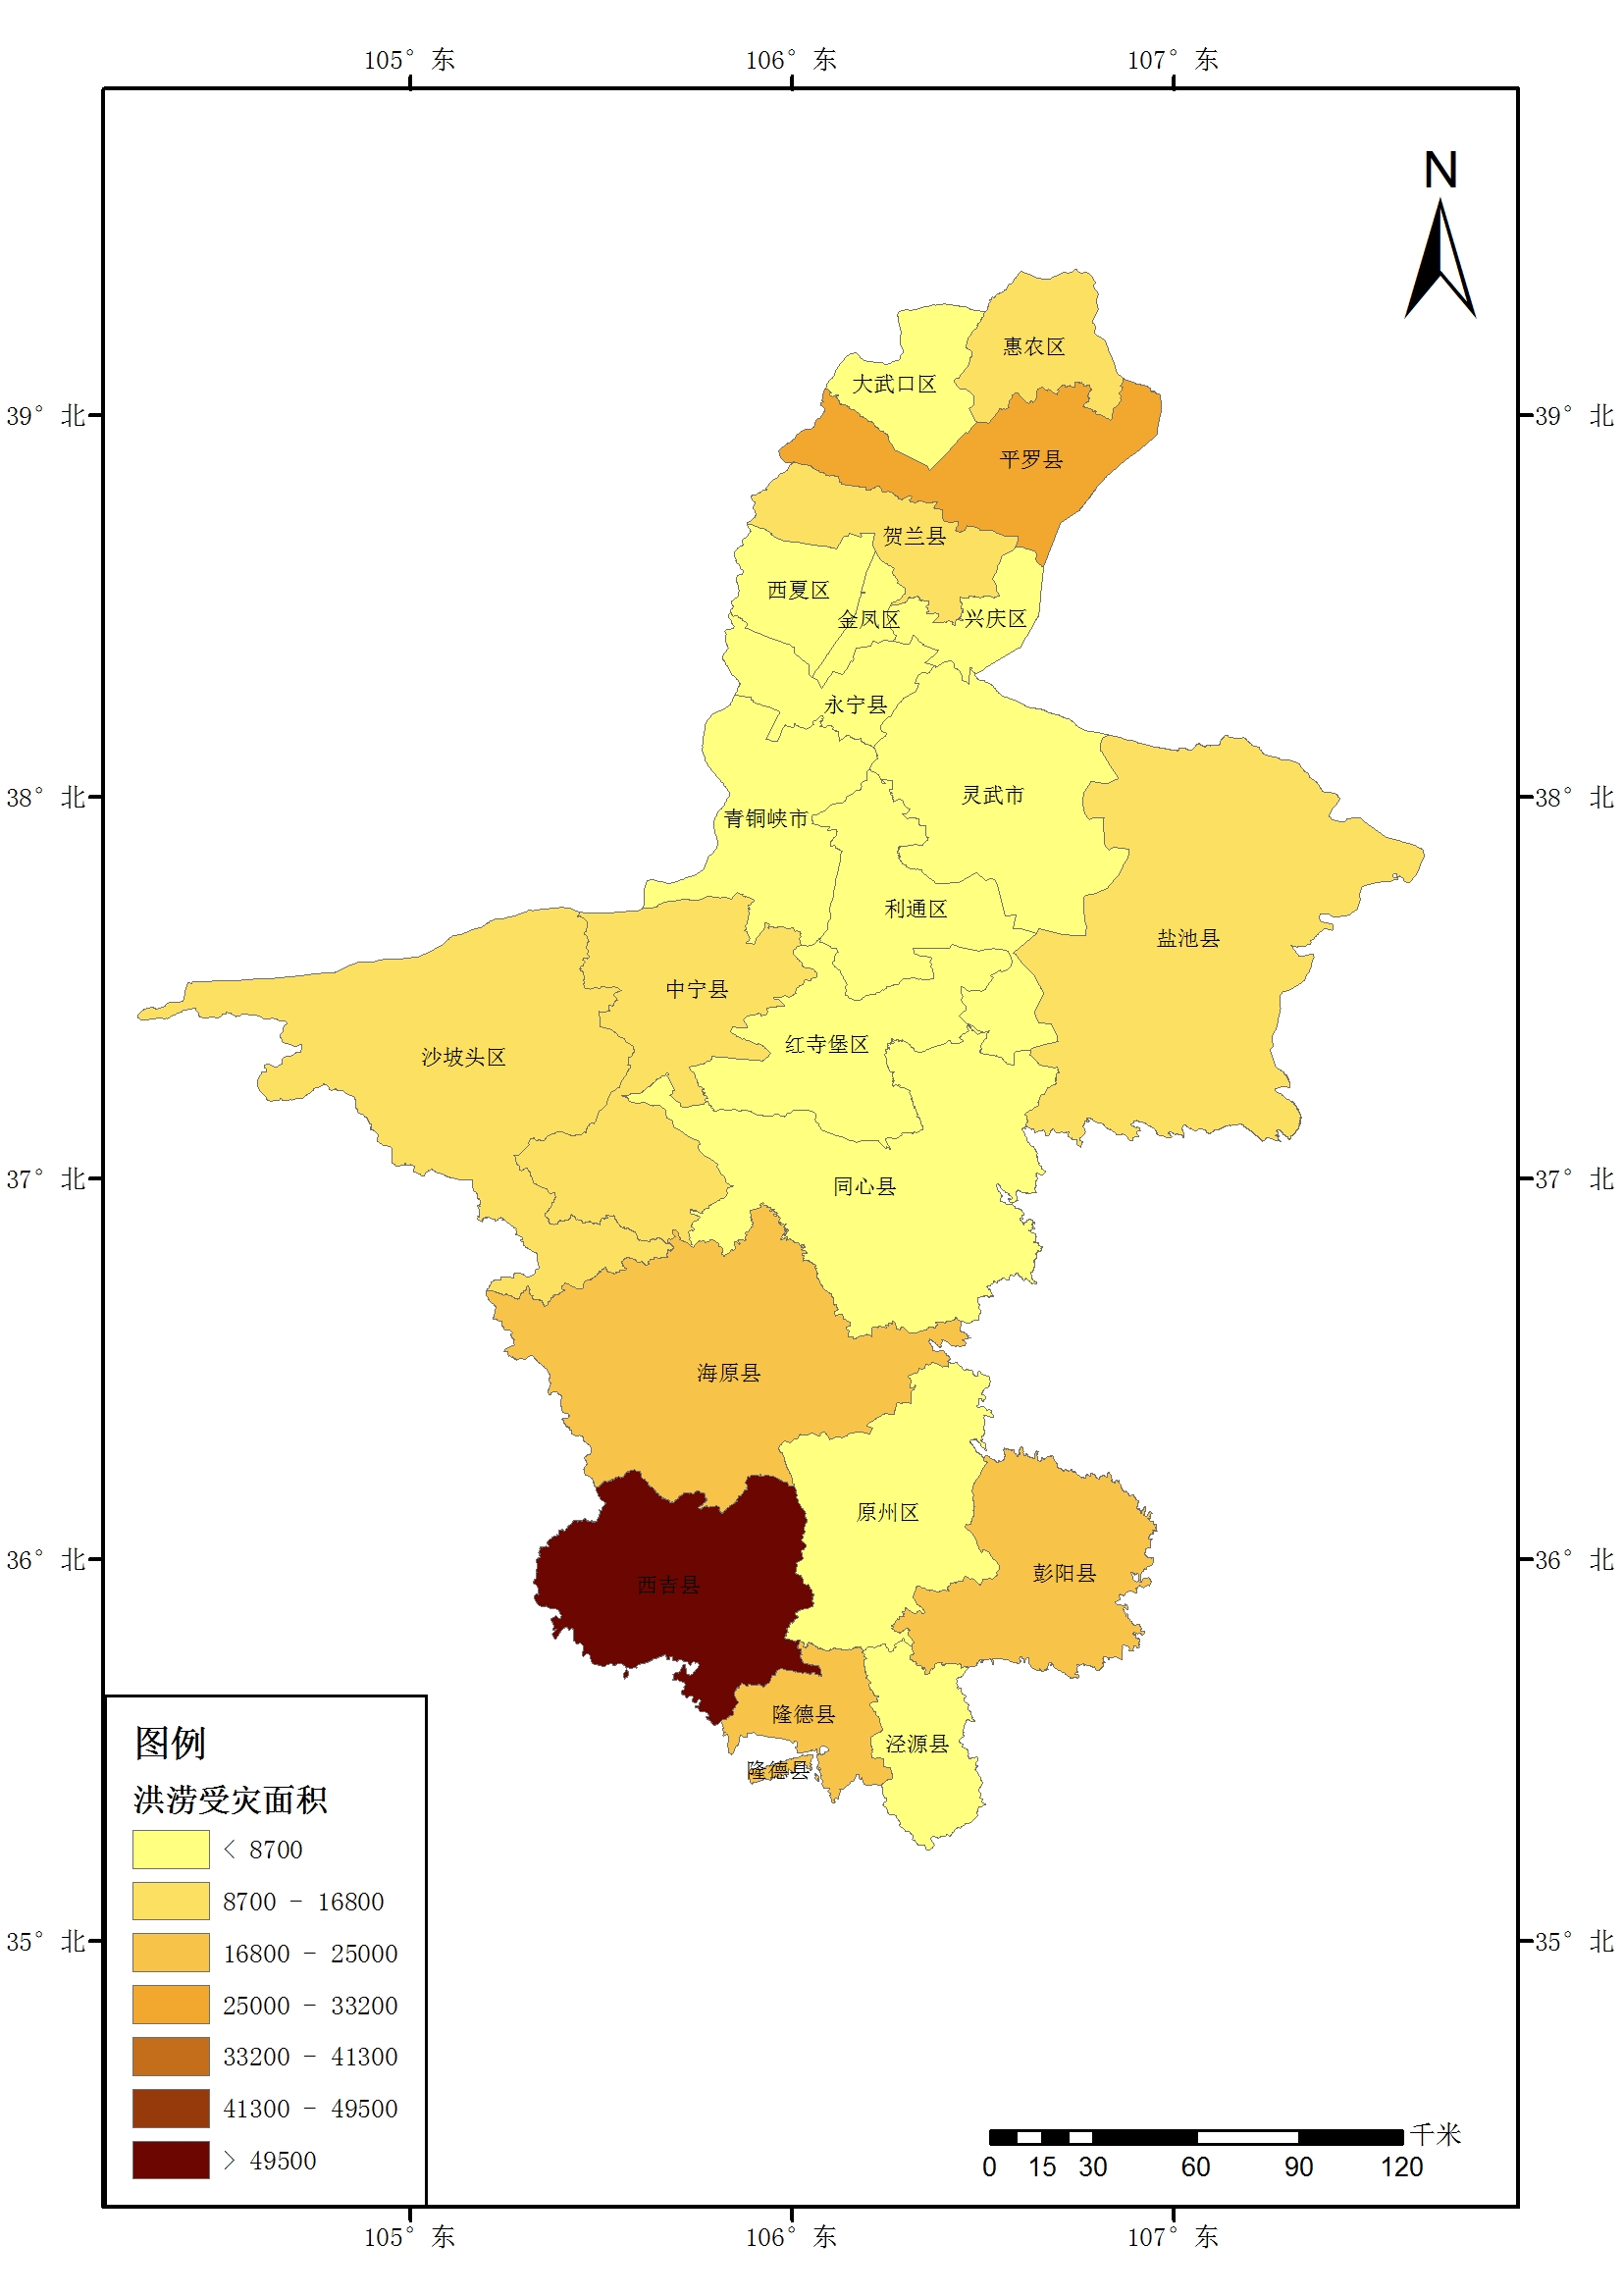 105° 东
106° 东
107° 东
N
39° 北
39° 北
38° 北
38° 北
37° 北
37° 北
36° 北
36° 北
35° 北
35° 北
惠农区
大武口区
平罗县
贺兰县
西夏区
金凤区
兴庆区
永宁县
灵武市
青铜峡市
利通区
盐池县
中宁县
红寺堡区
沙坡头区
同心县
海原县
原州区
彭阳县
西吉县
隆德县
泾源县
隆德县
图例
洪涝受灾面积
< 8700
8700 - 16800
16800 - 25000
25000 - 33200
33200 - 41300
41300 - 49500
> 49500
千米
0 15 30 60 90 120
105° 东
106° 东
107° 东